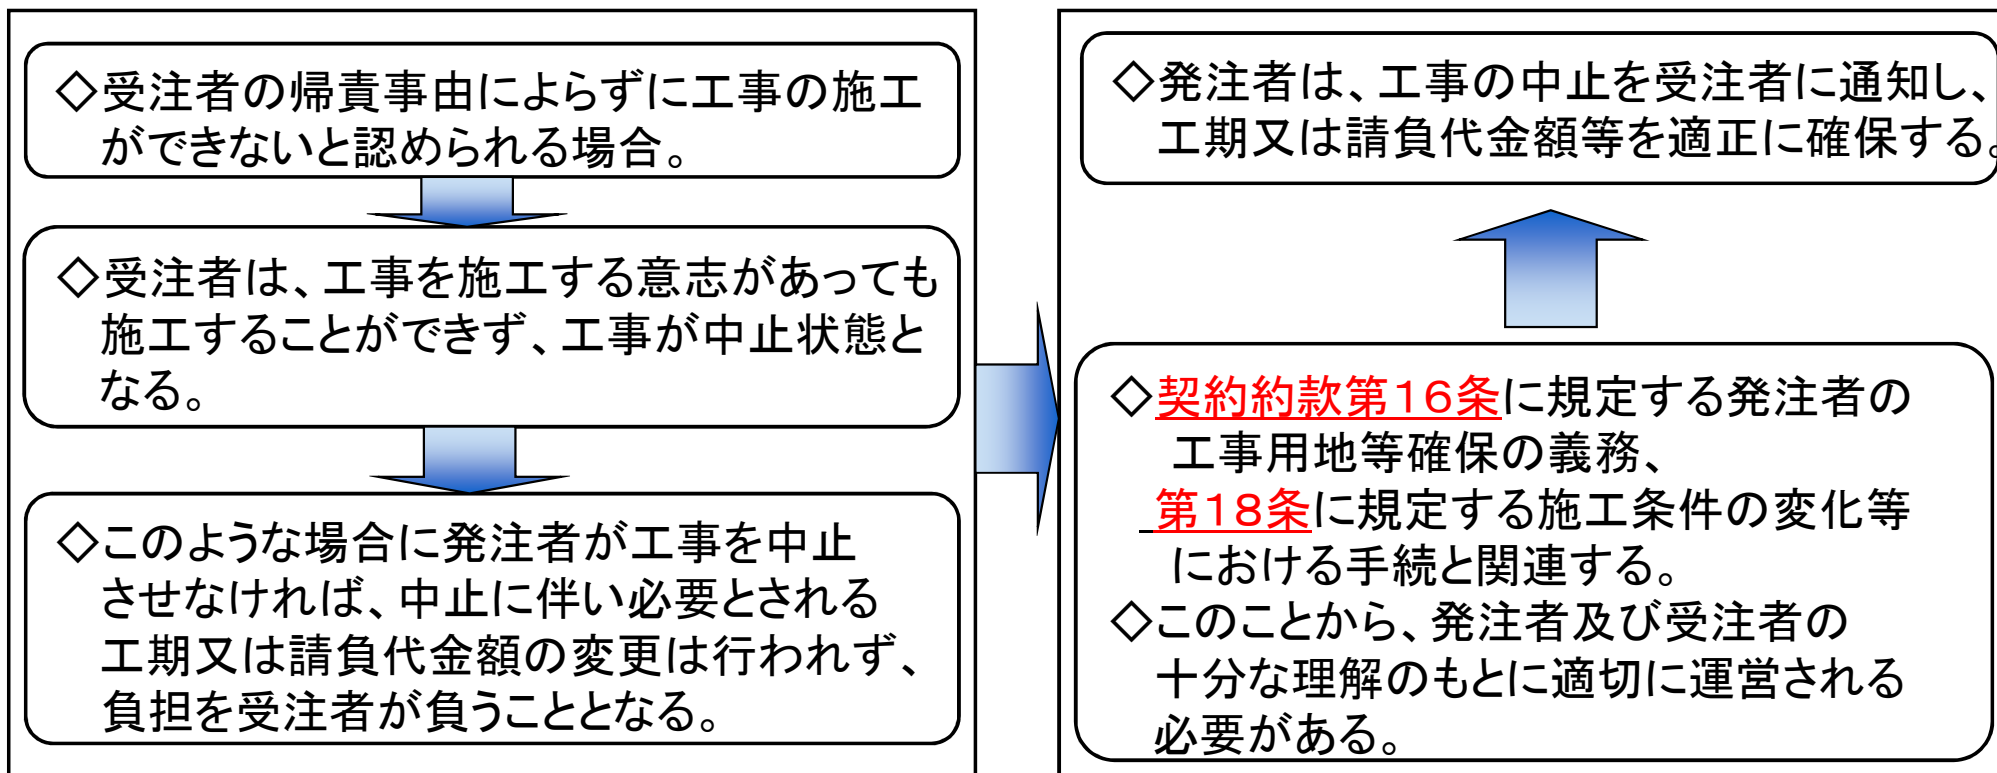 ◇受注者の帰責事由によらずに工事の施工
ができないと認められる場合。
◇受注者は、工事を施工する意志があっても
施工することができず、工事が中止状態と
なる。
◇このような場合に発注者が工事を中止
させなければ、中止に伴い必要とされる
工期又は請負代金額の変更は行われず、
負担を受注者が負うこととなる。
◇発注者は、工事の中止を受注者に通知し、
工期又は請負代金額等を適正に確保する。
◇契約約款第16条に規定する発注者の
工事用地等確保の義務、
第18条に規定する施工条件の変化等
における手続と関連する。
◇このことから、発注者及び受注者の
十分な理解のもとに適切に運営される
必要がある。